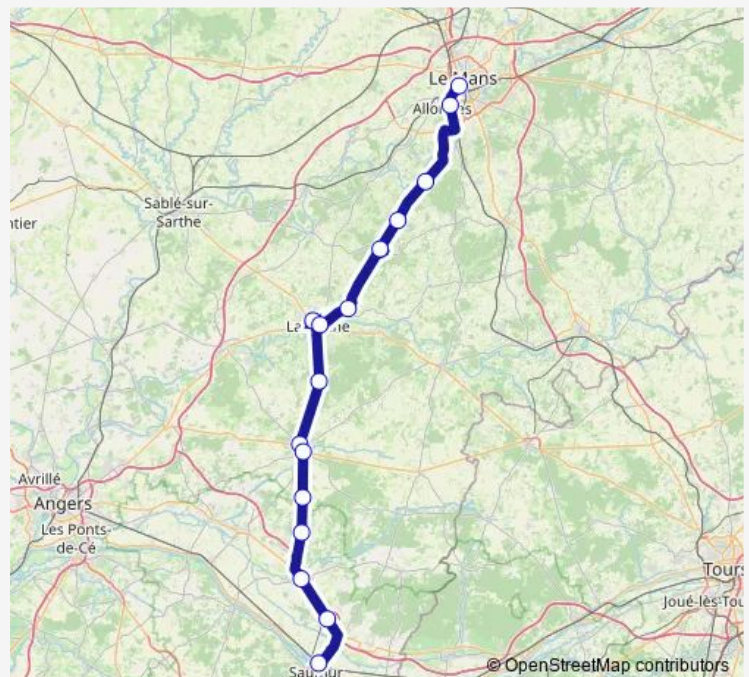 Le Mans
Allonnes
Sablé-sur-
Sarthe
ntier
Avrillé
Angers
Les Ponts-
de-Cé
Tours
Joué-lès-Tou
Saumur
© OpenStreetMap contributors